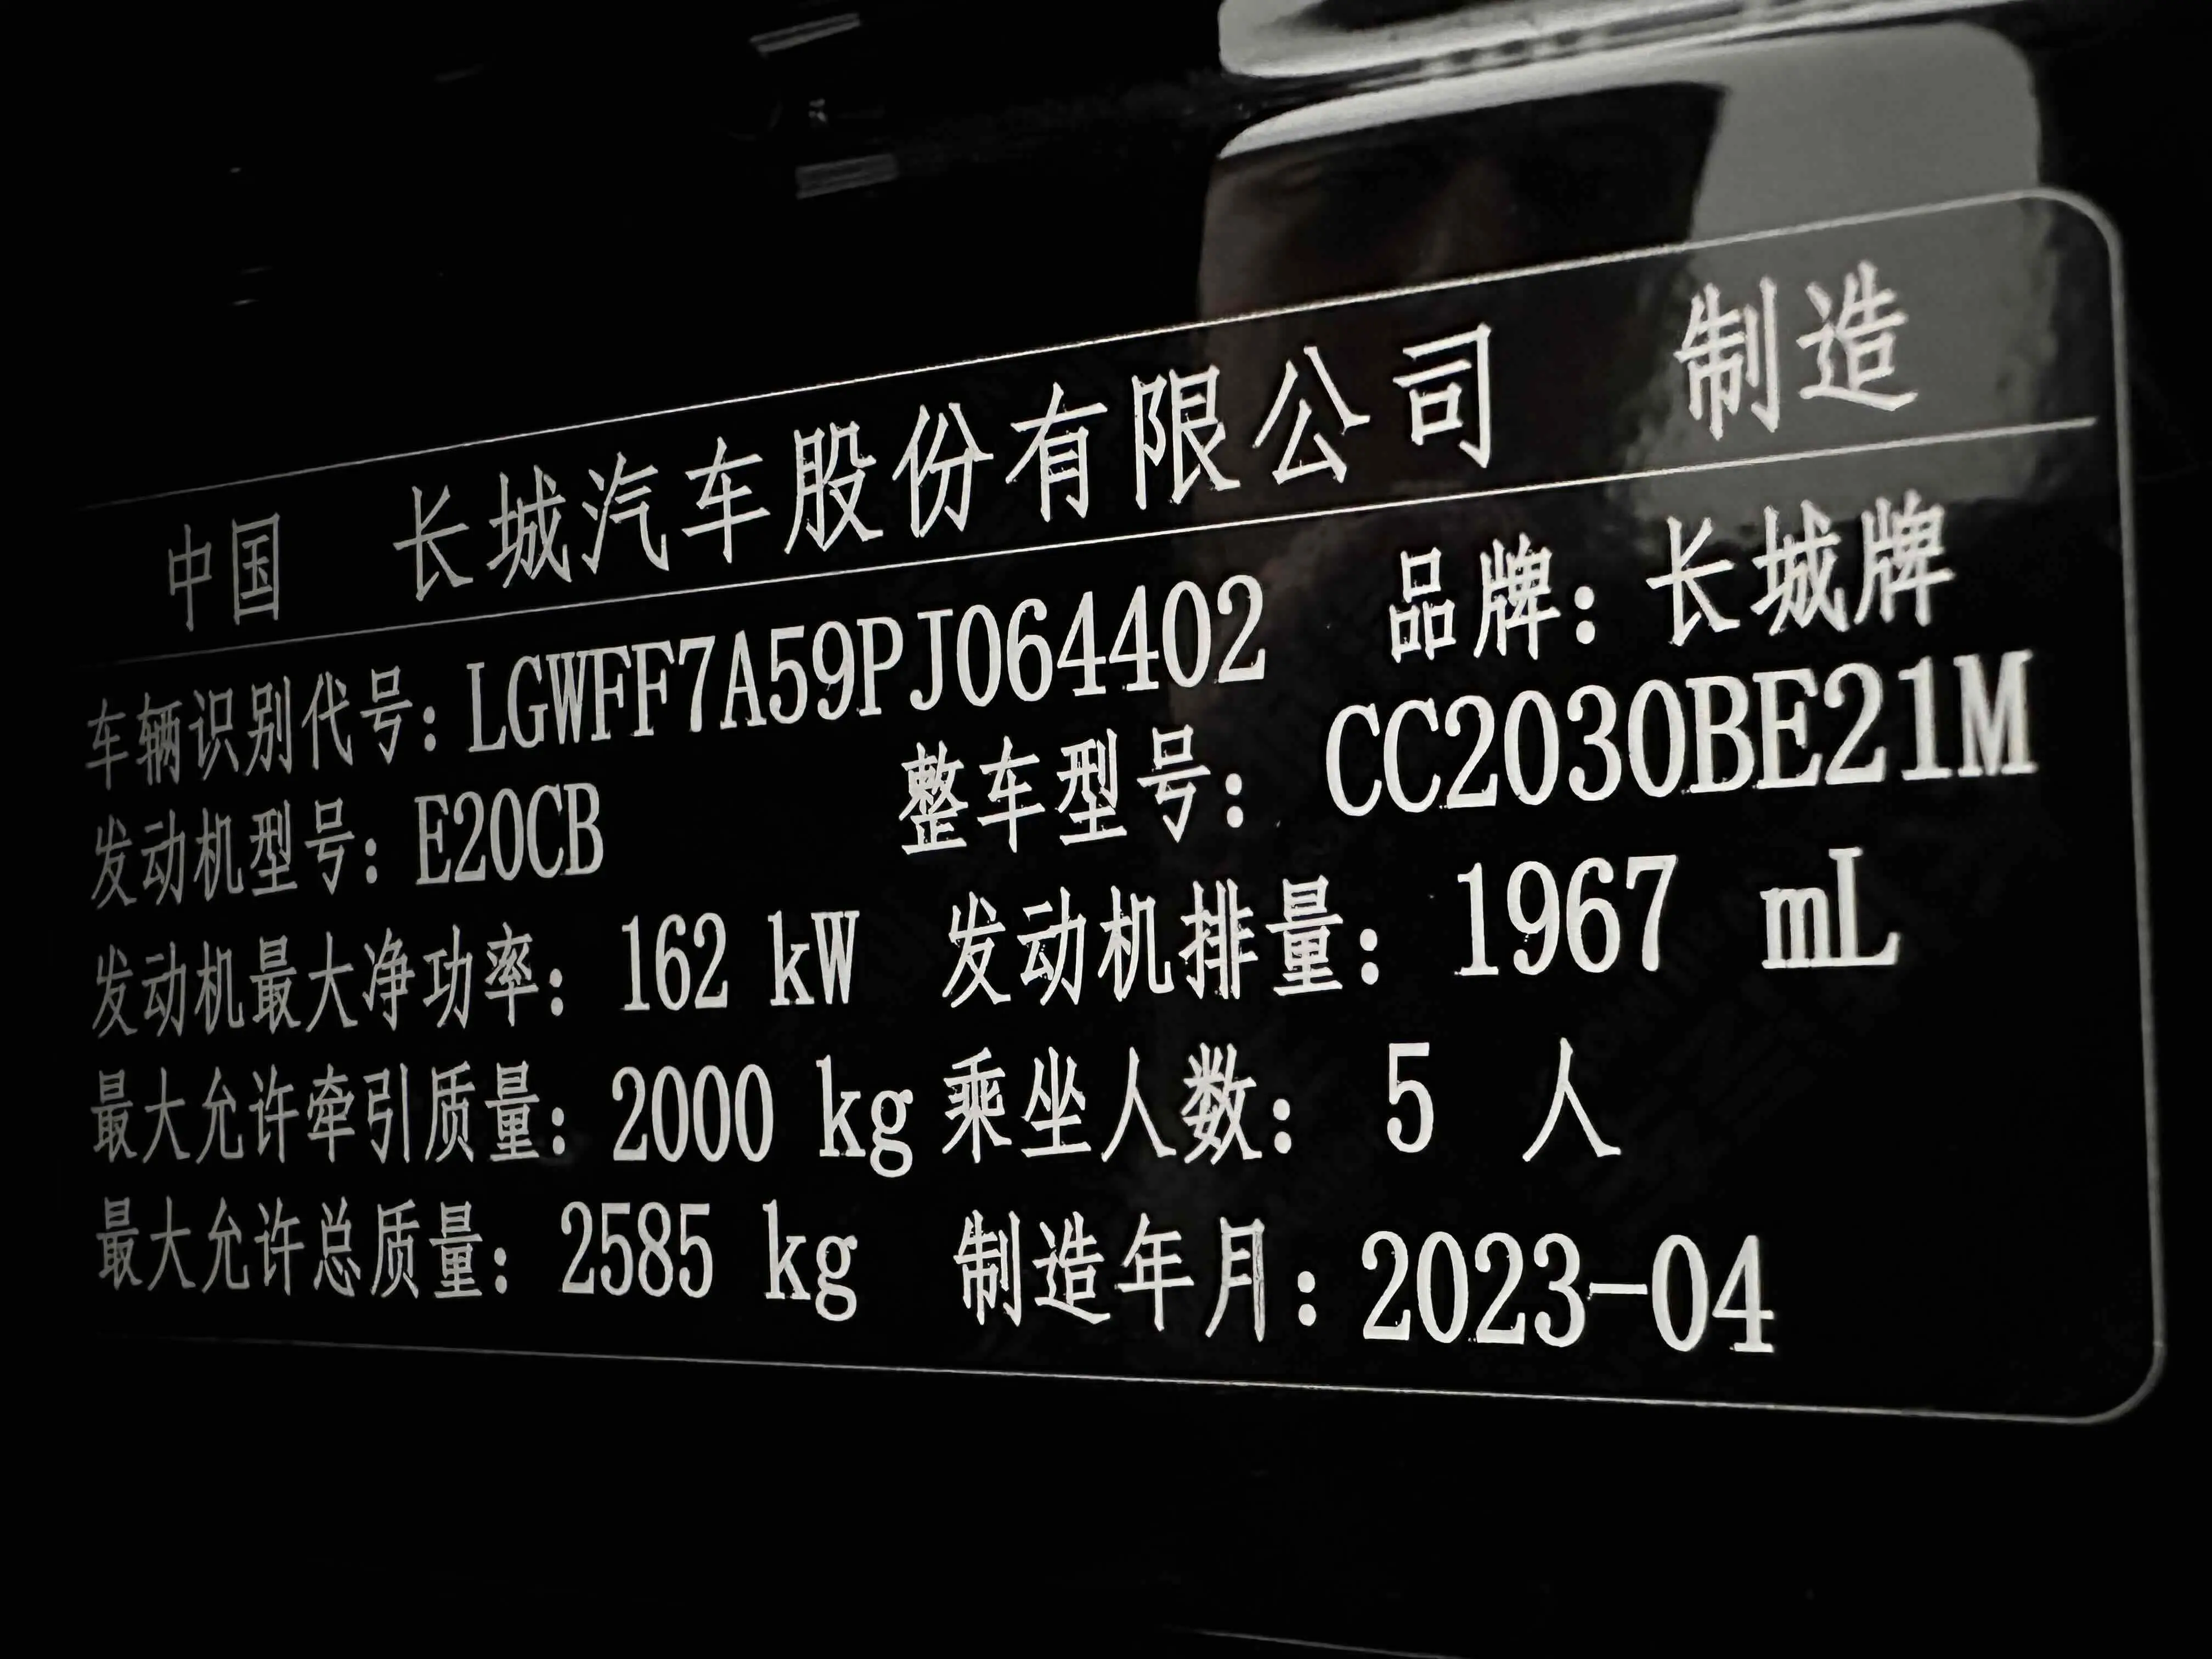 中国 长城汽车股份有限公司 制造
车辆识别代号：LGWFF7A59PJ064402 品牌：长城牌
发动机型号：E20CB 整车型号：CC2030BE21M
发动机最大净功率：162 kW 发动机排量：1967 mL
最大允许牵引质量：2000 kg 乘坐人数：5 人
最大允许总质量：2585 kg 制造年月：2023-04